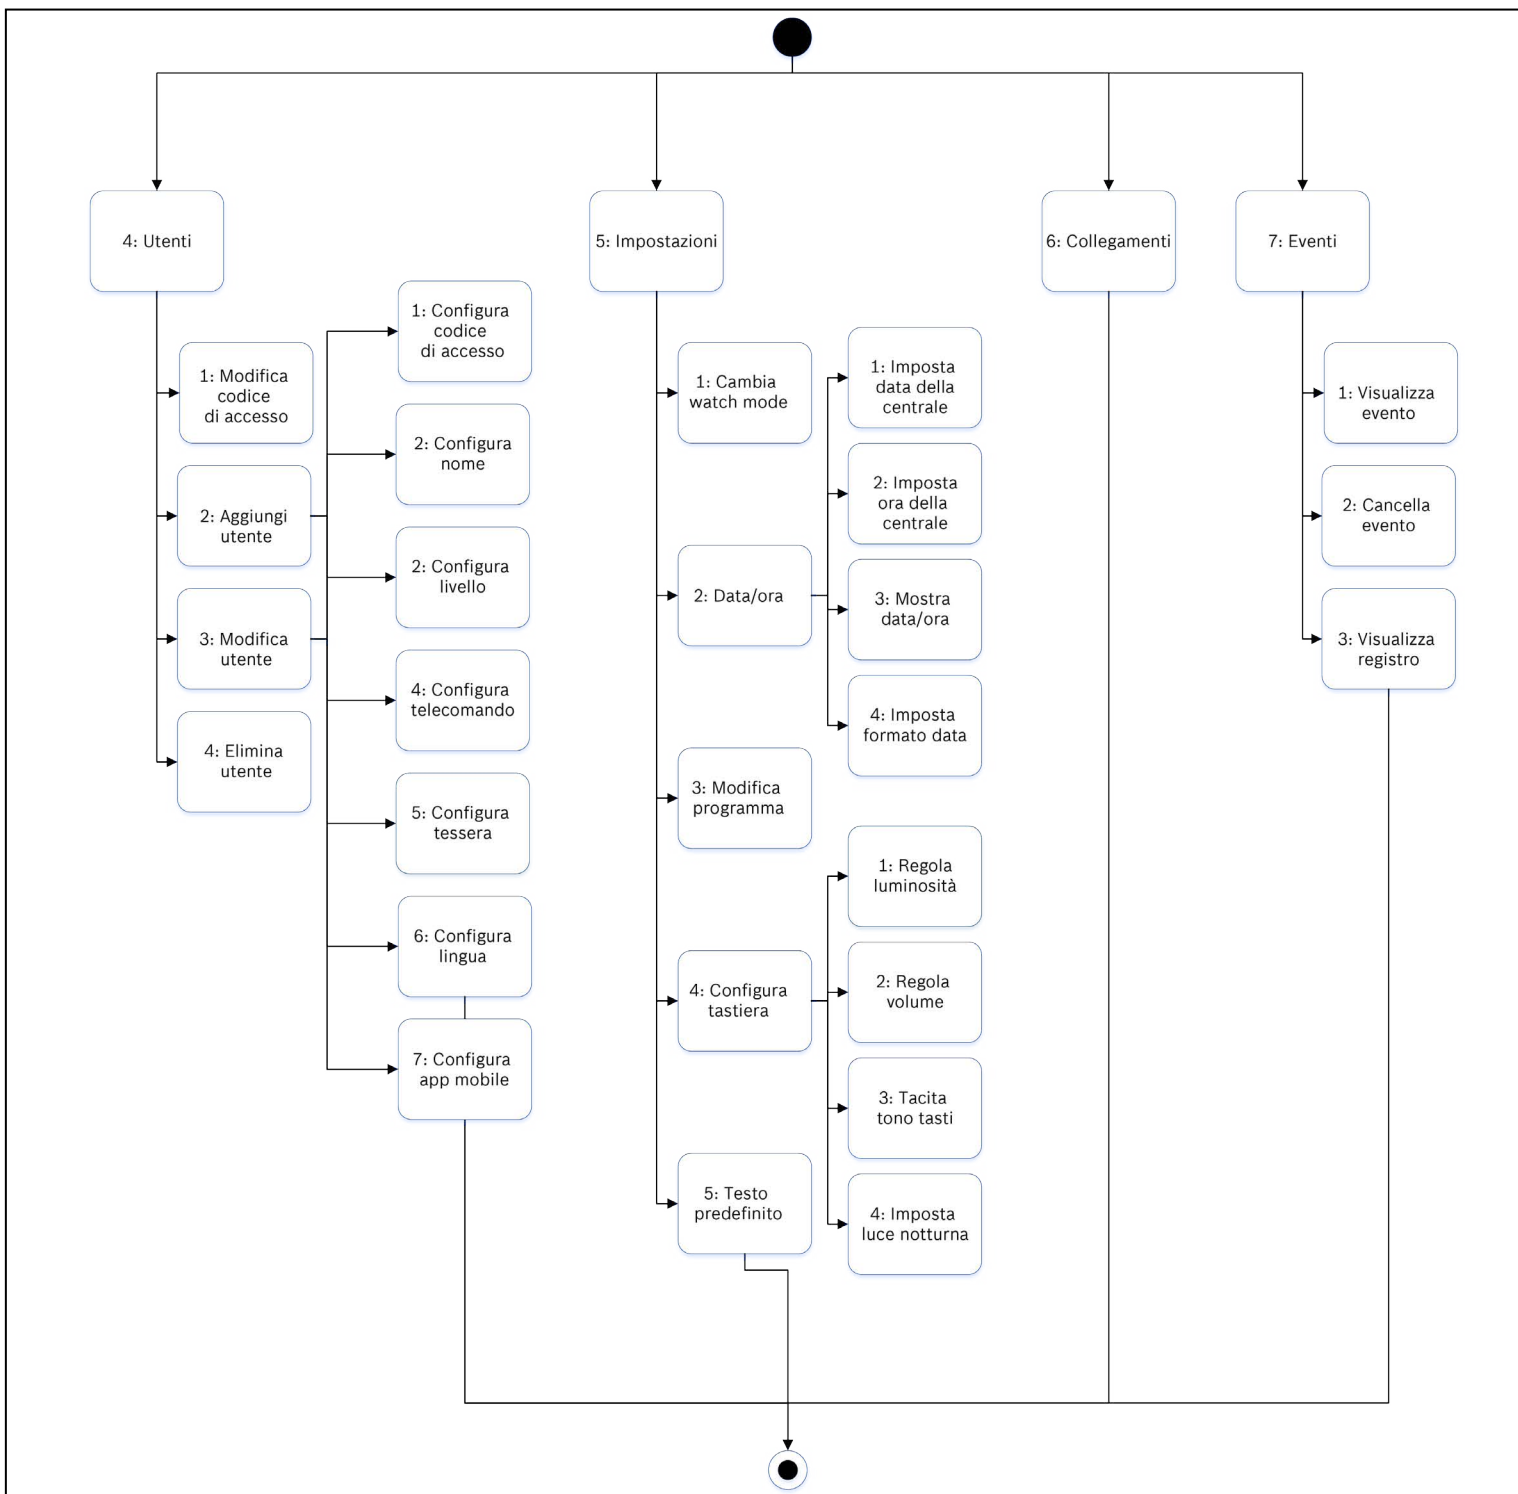 4: Utenti
5: Impostazioni
6: Collegamenti
7: Eventi
1: Modifica
codice
di accesso
2: Aggiungi
utente
3: Modifica
utente
4: Elimina
utente
1: Configura
codice
di accesso
2: Configura
nome
2: Configura
livello
4: Configura
telecomando
5: Configura
tessera
6: Configura
lingua
7: Configura
app mobile
1: Cambia
watch mode
2: Data/ora
3: Modifica
programma
4: Configura
tastiera
5: Testo
predefinito
1: Imposta
data della
centrale
2: Imposta
ora della
centrale
3: Mostra
data/ora
4: Imposta
formato data
1: Regola
luminosità
2: Regola
volume
3: Tacita
tono tasti
4: Imposta
luce notturna
1: Visualizza
evento
2: Cancella
evento
3: Visualizza
registro